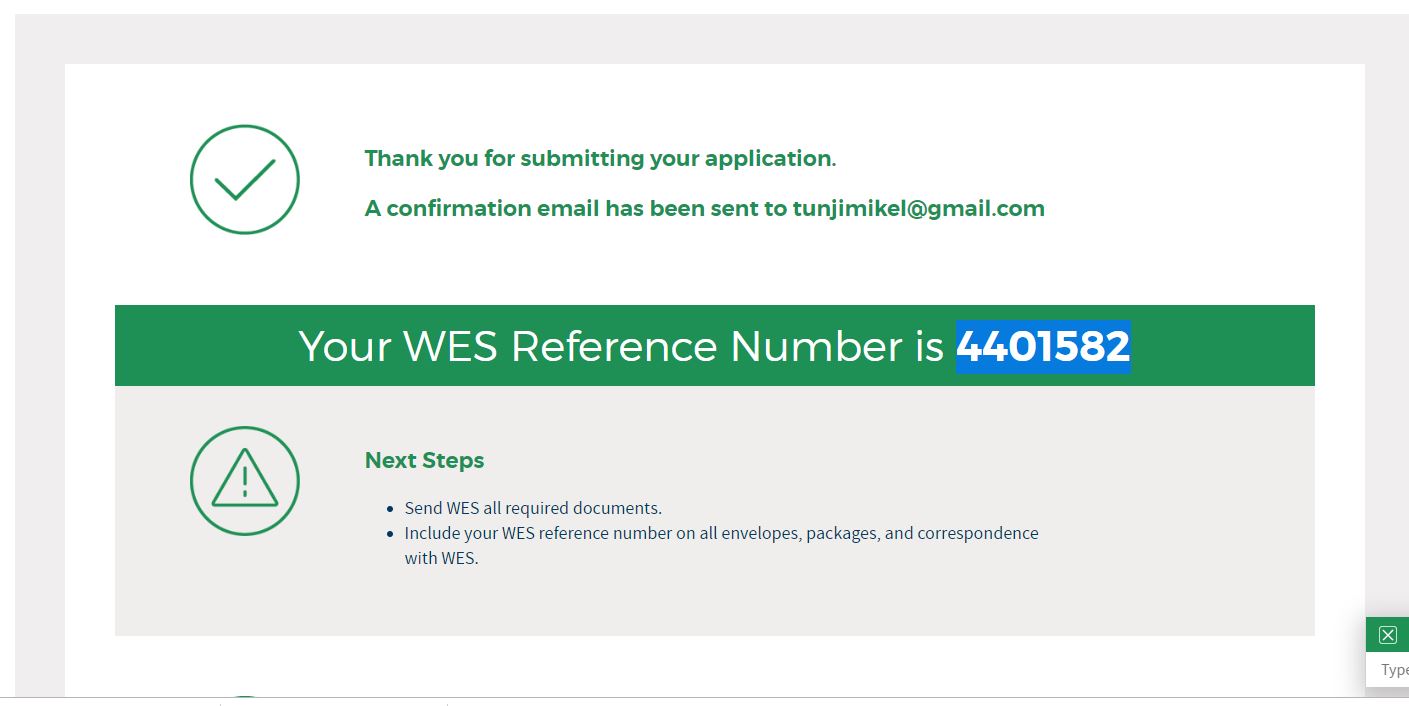 Thank you for submitting your application.
A confirmation email has been sent to tunjimikel@gmail.com
Your WES Reference Number is 4401582
Next Steps
• Send WES all required documents.
• Include your WES reference number on all envelopes, packages, and correspondence
with WES.
Type